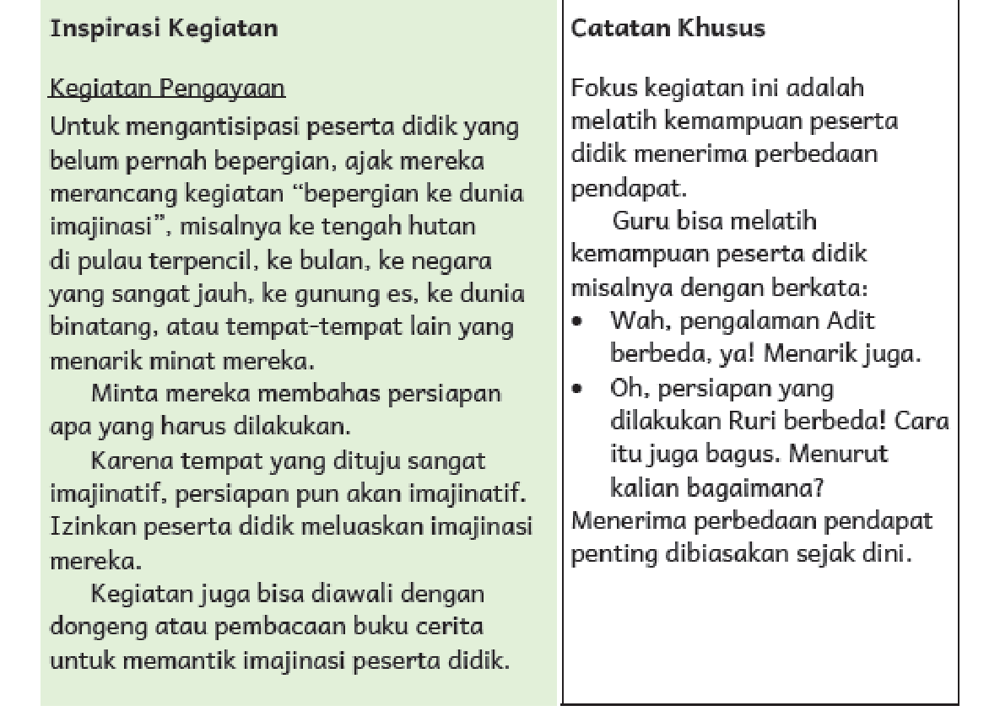 Inspirasi Kegiatan
Kegiatan Pengayaan
Untuk mengantisipasi peserta didik yang
belum pernah bepergian, ajak mereka
merancang kegiatan “bepergian ke dunia
imajinasi”, misalnya ke tengah hutan
di pulau terpencil, ke bulan, ke negara
yang sangat jauh, ke gunung es, ke dunia
binatang, atau tempat-tempat lain yang
menarik minat mereka.
Minta mereka membahas persiapan
apa yang harus dilakukan.
Karena tempat yang dituju sangat
imajinatif, persiapan pun akan imajinatif.
Izinkan peserta didik meluaskan imajinasi
mereka.
Kegiatan juga bisa diawali dengan
dongeng atau pembacaan buku cerita
untuk memantik imajinasi peserta didik.
Catatan Khusus
Fokus kegiatan ini adalah
melatih kemampuan peserta
didik menerima perbedaan
pendapat.
Guru bisa melatih
kemampuan peserta didik
misalnya dengan berkata:
• Wah, pengalaman Adit
berbeda, ya! Menarik juga.
• Oh, persiapan yang
dilakukan Ruri berbeda! Cara
itu juga bagus. Menurut
kalian bagaimana?
Menerima perbedaan pendapat
penting dibiasakan sejak dini.